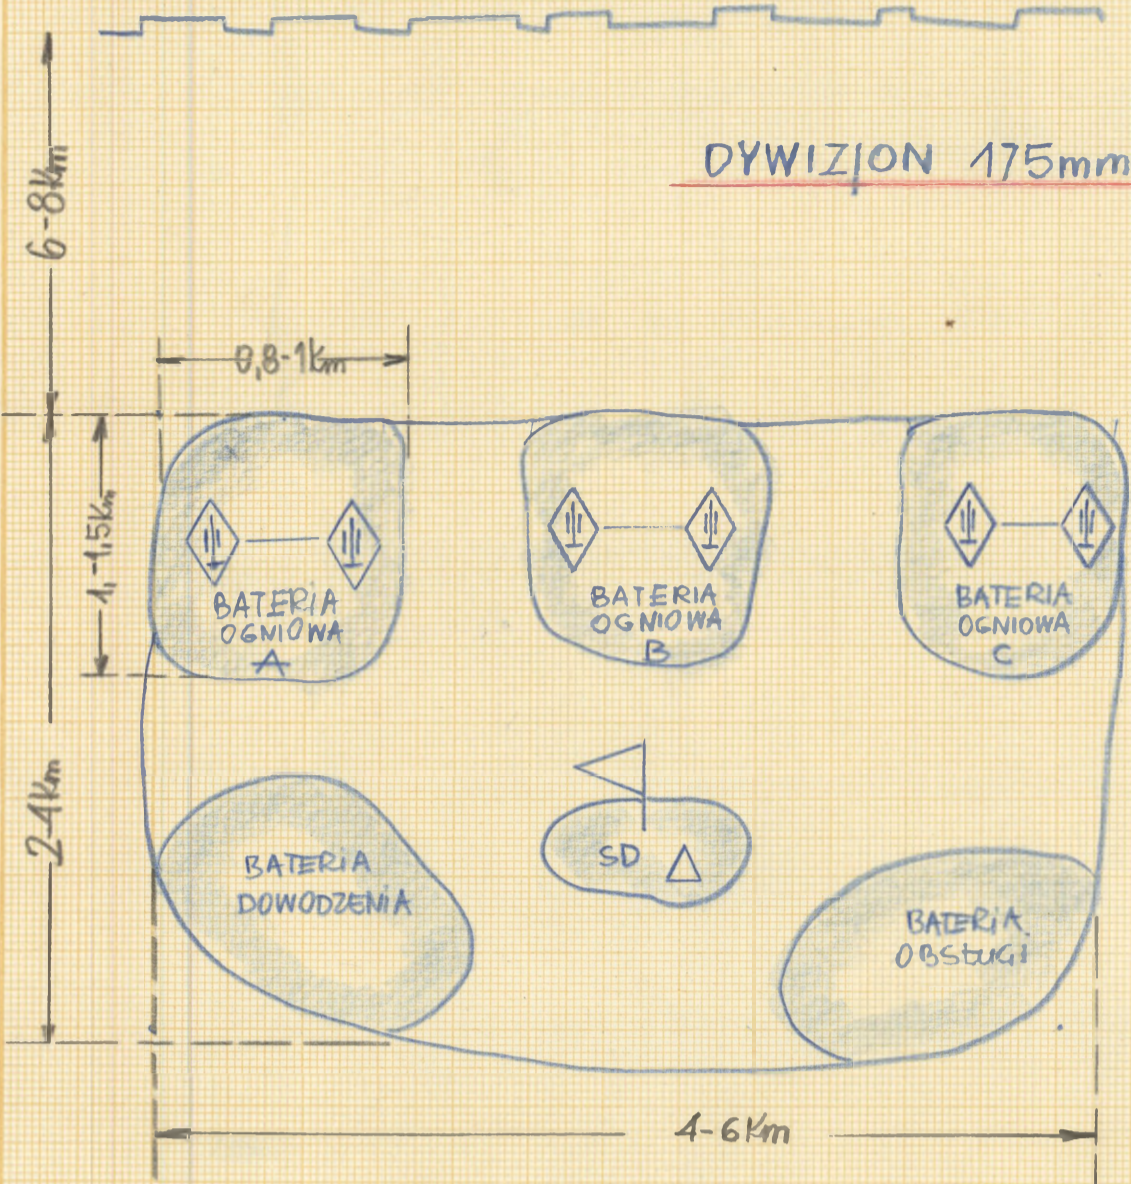 DYWIZJON 175mm
6-8Km
0,8-1Km
1,-1,5Km
BATERIA
OGNIOWA
A
BATERIA
OGNIOWA
B
BATERIA
OGNIOWA
C
2-4Km
BATERIA
DOWODZENIA
SD
BATERIA
OBSŁUGI
4-6Km